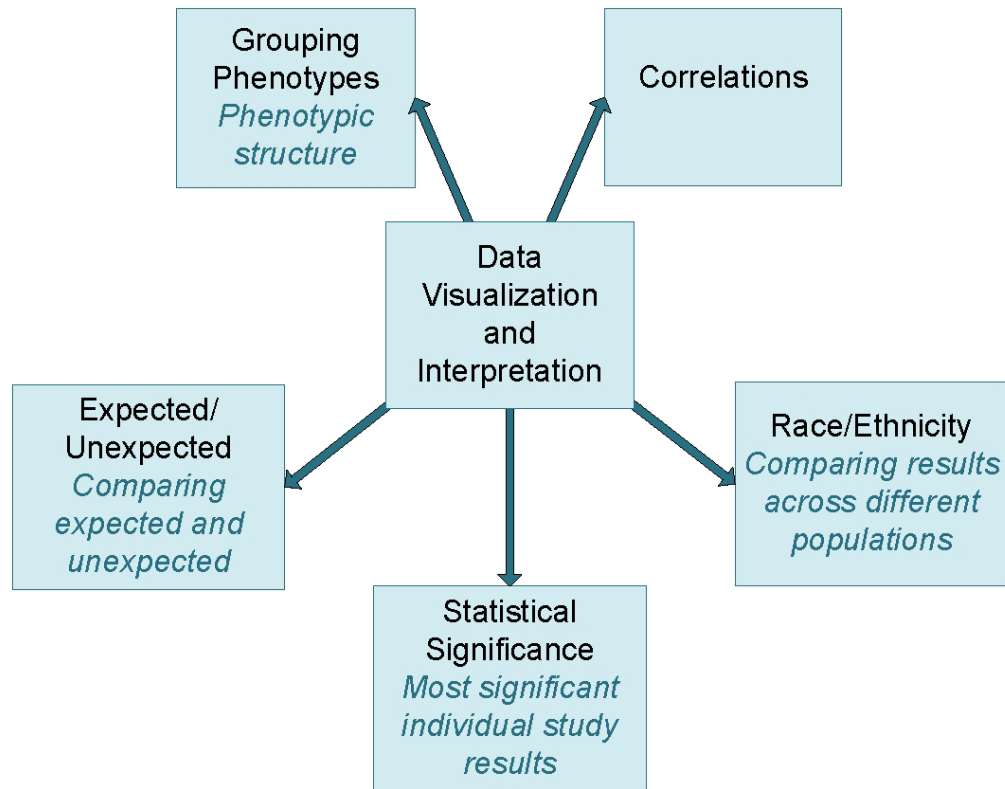 Grouping
Phenotypes
Phenotypic
structure
Correlations
Data
Visualization
and
Interpretation
Expected/
Unexpected
Comparing
expected and
unexpected
Race/Ethnicity
Comparing results
across different
populations
Statistical
Significance
Most significant
individual study
results